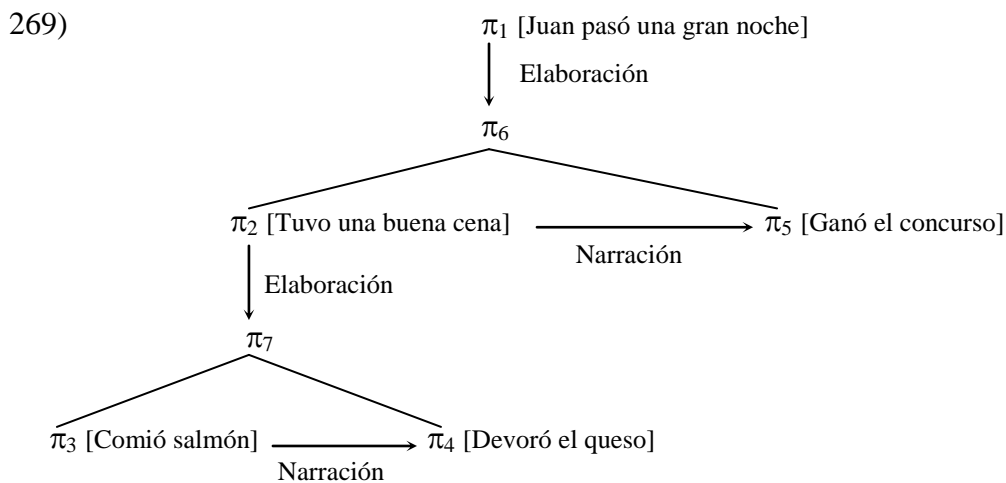 269) π1 [Juan pasó una gran noche]
Elaboración
π6
π2 [Tuvo una buena cena] π5 [Ganó el concurso]
Narración
Elaboración
π7
π3 [Comió salmón] π4 [Devoró el queso]
Narración